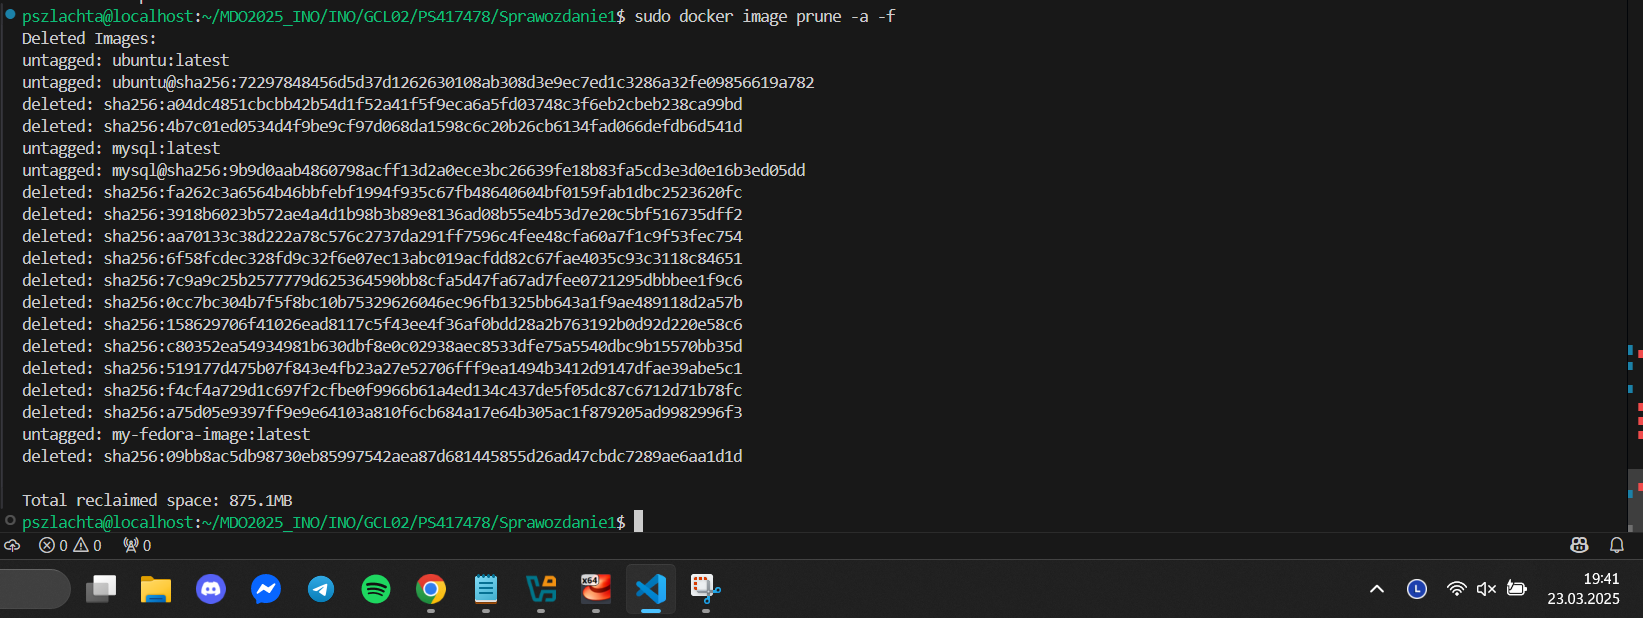 pszlachta@localhost:~/MDO2025_INO/INO/GCL02/PS417478/Sprawozdanie1$ sudo docker image prune -a -f
Deleted Images:
untagged: ubuntu:latest
untagged: ubuntu@sha256:72297848456d5d37d1262630108ab308d3e9ec7ed1c3286a32fe09856619a782
deleted: sha256:a04dc4851cbcbb42b54d1f52a41f5f9eca6a5fd03748c3f6eb2cbeb238ca99bd
deleted: sha256:4b7c01ed0534d4f9be9cf97d068da1598c6c20b26cb6134fad066defdb6d541d
untagged: mysql:latest
untagged: mysql@sha256:9b9d0aab4860798acff13d2a0ece3bc26639fe18b83fa5cd3e3d0e16b3ed05dd
deleted: sha256:fa262c3a6564b46bbfebf1994f935c67fb48640604bf0159fab1dbc2523620fc
deleted: sha256:3918b6023b572ae4a4d1b98b3b89e8136ad08b55e4b53d7e20c5bf516735dff2
deleted: sha256:aa70133c38d222a78c576c2737da291ff7596c4fee48cfa60a7f1c9f53fec754
deleted: sha256:6f58fcdec328fd9c32f6e07ec13abc019acfdd82c67fae4035c93c3118c84651
deleted: sha256:7c9a9c25b2577779d625364590bb8cfa5d47fa67ad7fee0721295dbbbee1f9c6
deleted: sha256:0cc7bc304b7f5f8bc10b75329626046ec96fb1325bb643a1f9ae489118d2a57b
deleted: sha256:158629706f41026ead8117c5f43ee4f36af0bdd28a2b763192b0d92d220e58c6
deleted: sha256:c80352ea54934981b630dbf8e0c02938aec8533dfe75a5540dbc9b15570bb35d
deleted: sha256:519177d475b07f843e4fb23a27e52706fff9ea1494b3412d9147dfae39abe5c1
deleted: sha256:f4cf4a729d1c697f2cfbe0f9966b61a4ed134c437de5f05dc87c6712d71b78fc
deleted: sha256:a75d05e9397ff9e9e64103a810f6cb684a17e64b305ac1f879205ad9982996f3
untagged: my-fedora-image:latest
deleted: sha256:09bb8ac5db98730eb85997542aea87d681445855d26ad47cbdc7289ae6aa1d1d
Total reclaimed space: 875.1MB
pszlachta@localhost:~/MDO2025_INO/INO/GCL02/PS417478/Sprawozdanie1$
0 0 0
x64
L
19:41
23.03.2025